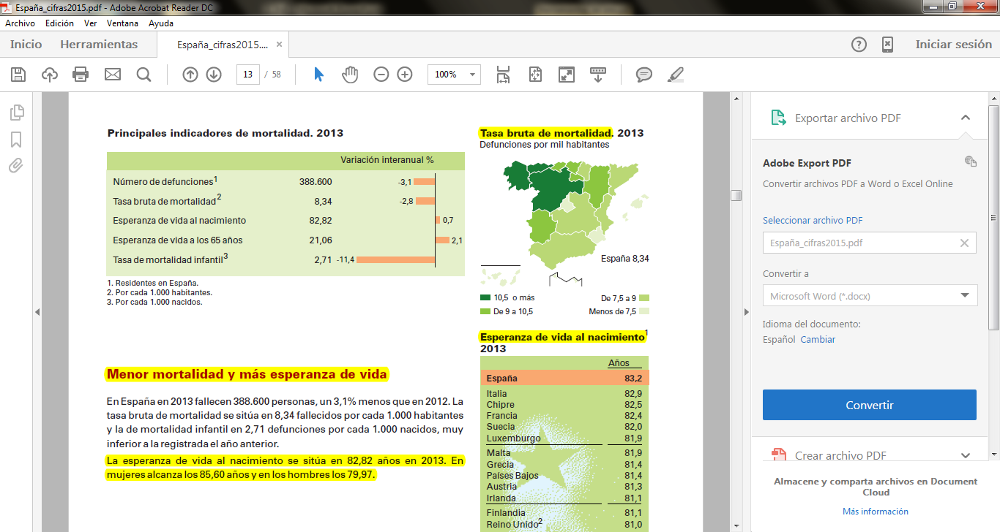 España_cifras2015.pdf - Adobe Acrobat Reader DC
Archivo Edición Ver Ventana Ayuda
Inicio Herramientas España_cifras2015.... × Iniciar sesión
13 / 58 100%
Principales indicadores de mortalidad. 2013
Variación interanual %
Número de defunciones1 388.600 -3,1
Tasa bruta de mortalidad2 8,34 -2,8
Esperanza de vida al nacimiento 82,82 0,7
Esperanza de vida a los 65 años 21,06 2,1
Tasa de mortalidad infantil3 2,71 -11,4
1. Residentes en España.
2. Por cada 1.000 habitantes.
3. Por cada 1.000 nacidos.
Menor mortalidad y más esperanza de vida
En España en 2013 fallecen 388.600 personas, un 3,1% menos que en 2012. La
tasa bruta de mortalidad se sitúa en 8,34 fallecidos por cada 1.000 habitantes
y la de mortalidad infantil en 2,71 defunciones por cada 1.000 nacidos, muy
inferior a la registrada el año anterior.
La esperanza de vida al nacimiento se sitúa en 82,82 años en 2013. En
mujeres alcanza los 85,60 años y en los hombres los 79,97.
Tasa bruta de mortalidad. 2013
Defunciones por mil habitantes
España 8,34
10,5 o más De 7,5 a 9
De 9 a 10,5 Menos de 7,5
Esperanza de vida al nacimiento1
2013
Años
España 83,2
Italia 82,9
Chipre 82,5
Francia 82,4
Suecia 82,0
Luxemburgo 81,9
Malta 81,9
Grecia 81,4
Países Bajos 81,4
Austria 81,3
Irlanda 81,1
Finlandia 81,1
Reino Unido2 81,0
Exportar archivo PDF
Adobe Export PDF
Convertir archivos PDF a Word o Excel Online
Seleccionar archivo PDF
España_cifras2015.pdf
Convertir a
Microsoft Word (*.docx)
Idioma del documento:
Español Cambiar
Convertir
Crear archivo PDF
Almacene y comparta archivos en Document
Cloud
Más información